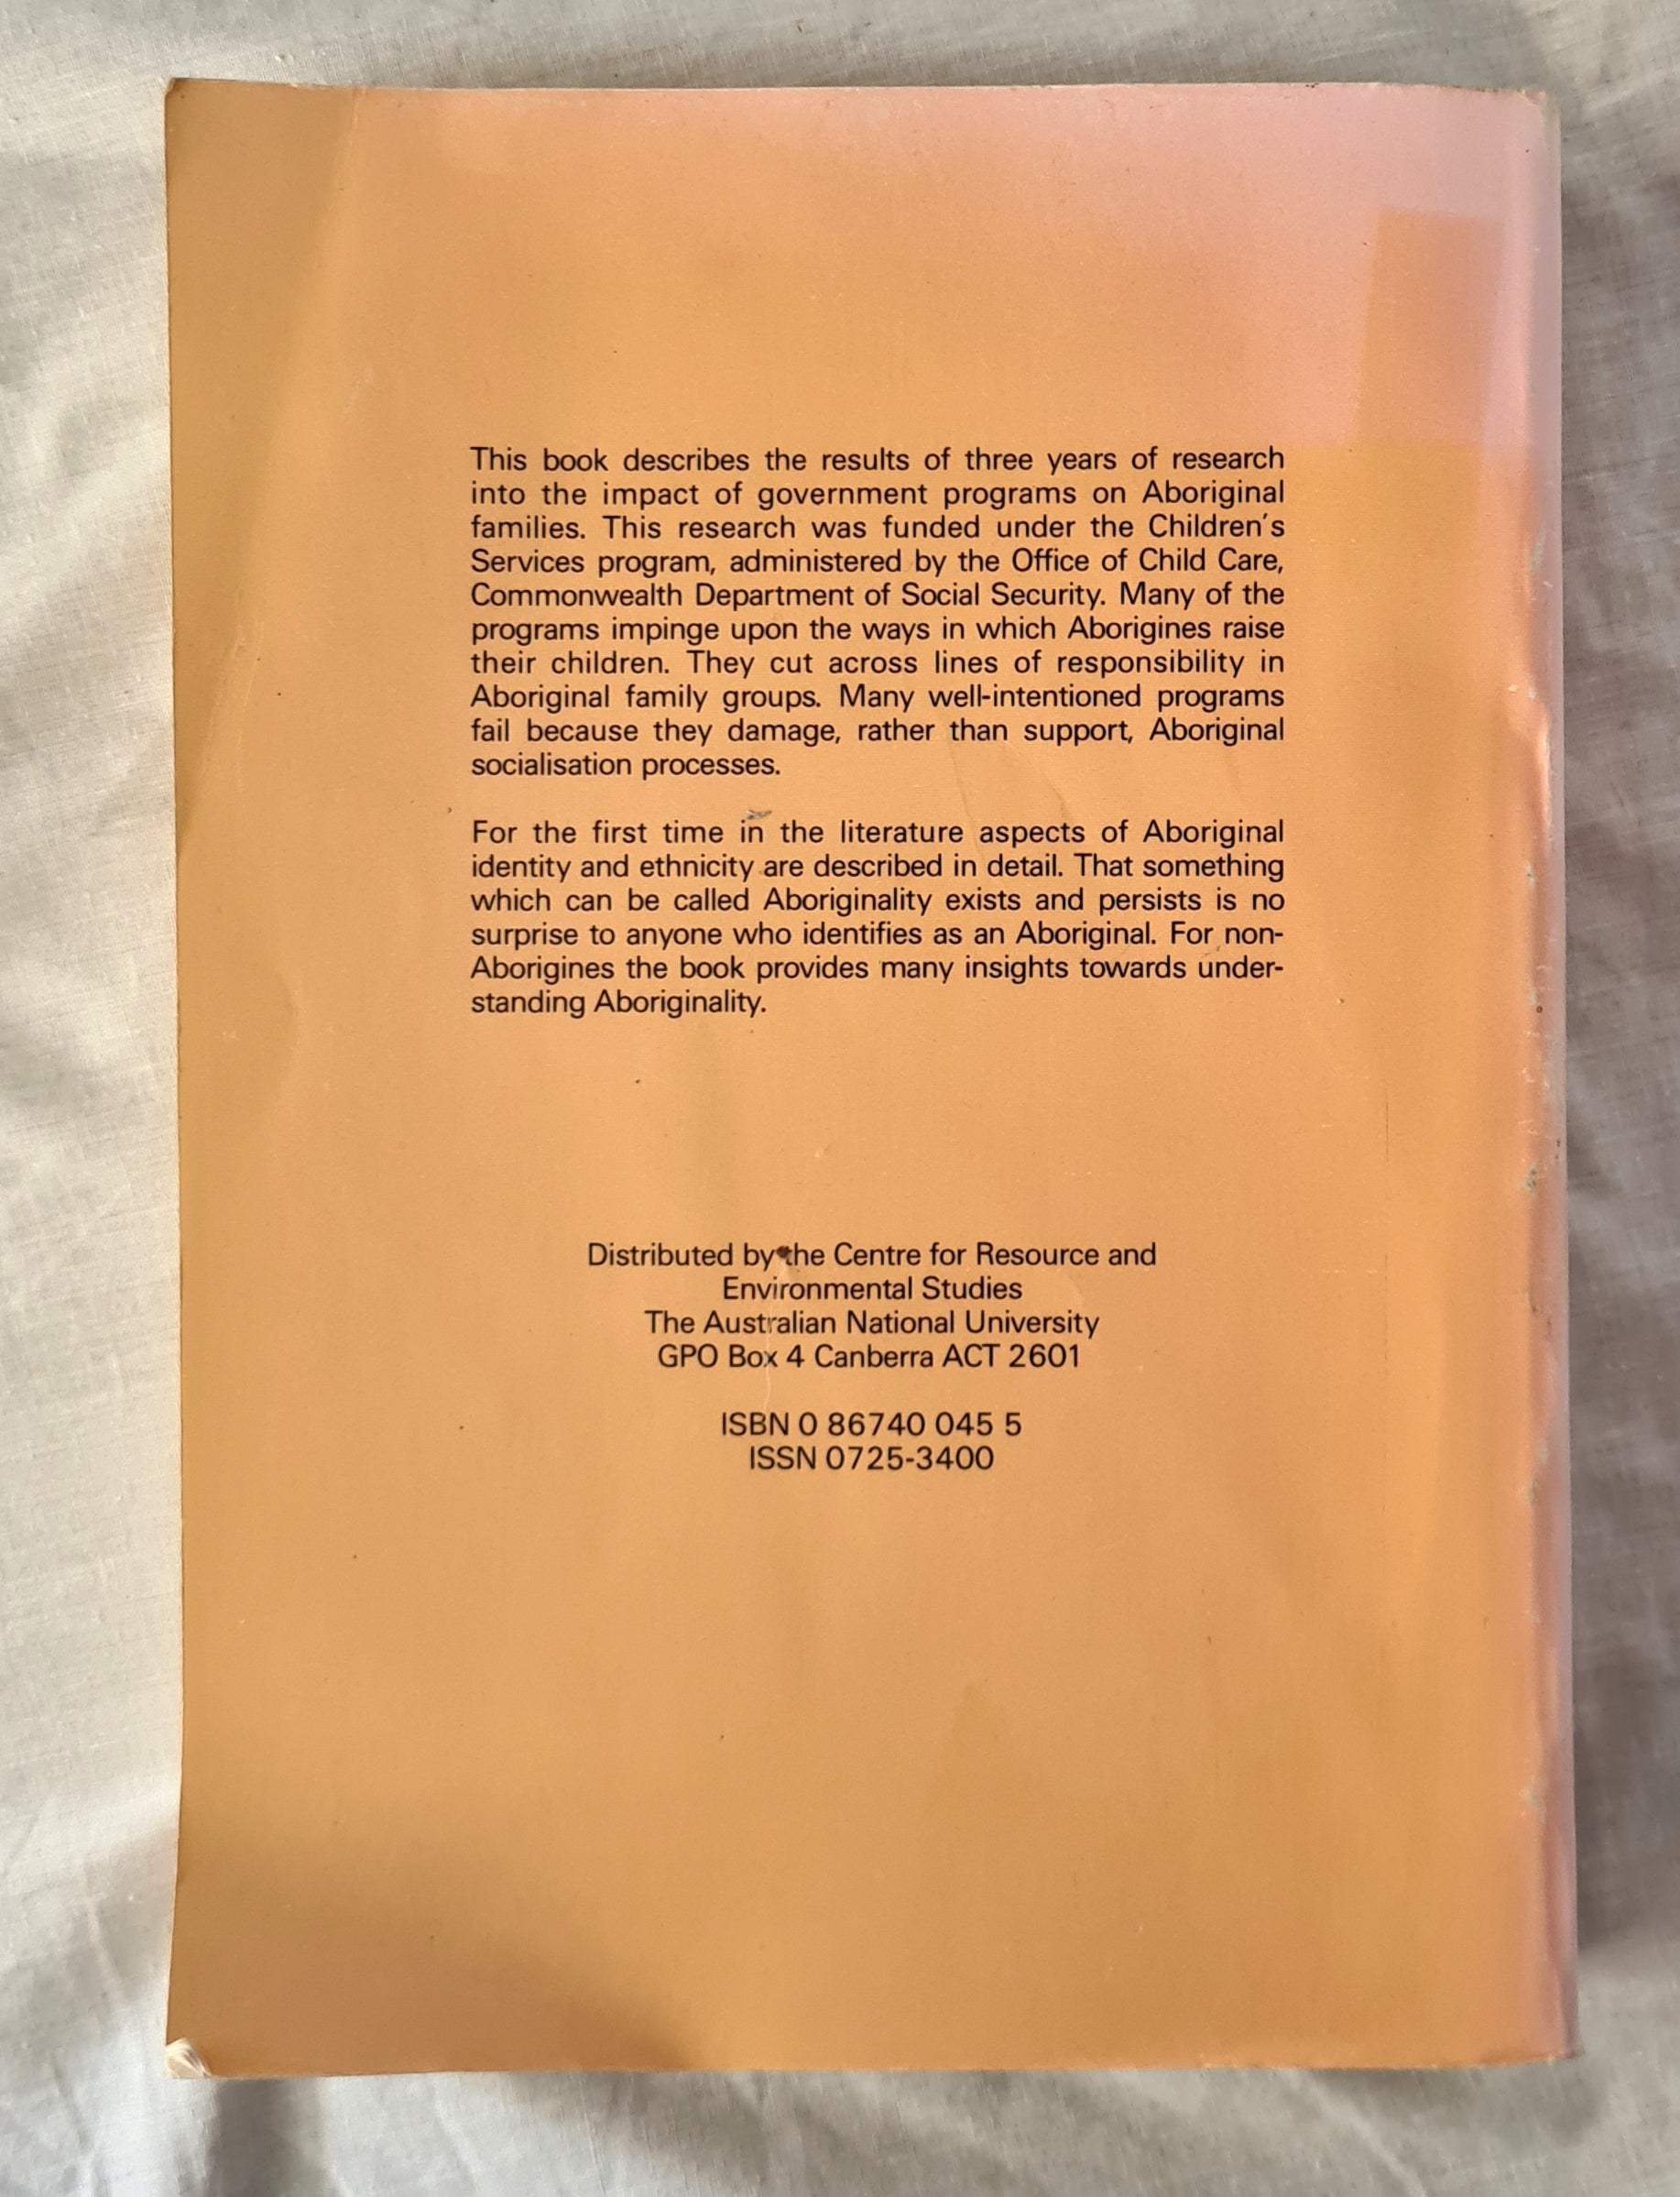 This book describes the results of three years of research
into the impact of government programs on Aboriginal
families. This research was funded under the Children's
Services program, administered by the Office of Child Care,
Commonwealth Department of Social Security. Many of the
programs impinge upon the ways in which Aborigines raise
their children. They cut across lines of responsibility in
Aboriginal family groups. Many well-intentioned programs
fail because they damage, rather than support, Aboriginal
socialisation processes.
For the first time in the literature aspects of Aboriginal
identity and ethnicity are described in detail. That something
which can be called Aboriginality exists and persists is no
surprise to anyone who identifies as an Aboriginal. For non-
Aborigines the book provides many insights towards under-
standing Aboriginality.
Distributed by the Centre for Resource and
Environmental Studies
The Australian National University
GPO Box 4 Canberra ACT 2601
ISBN 0 86740 045 5
ISSN 0725-3400